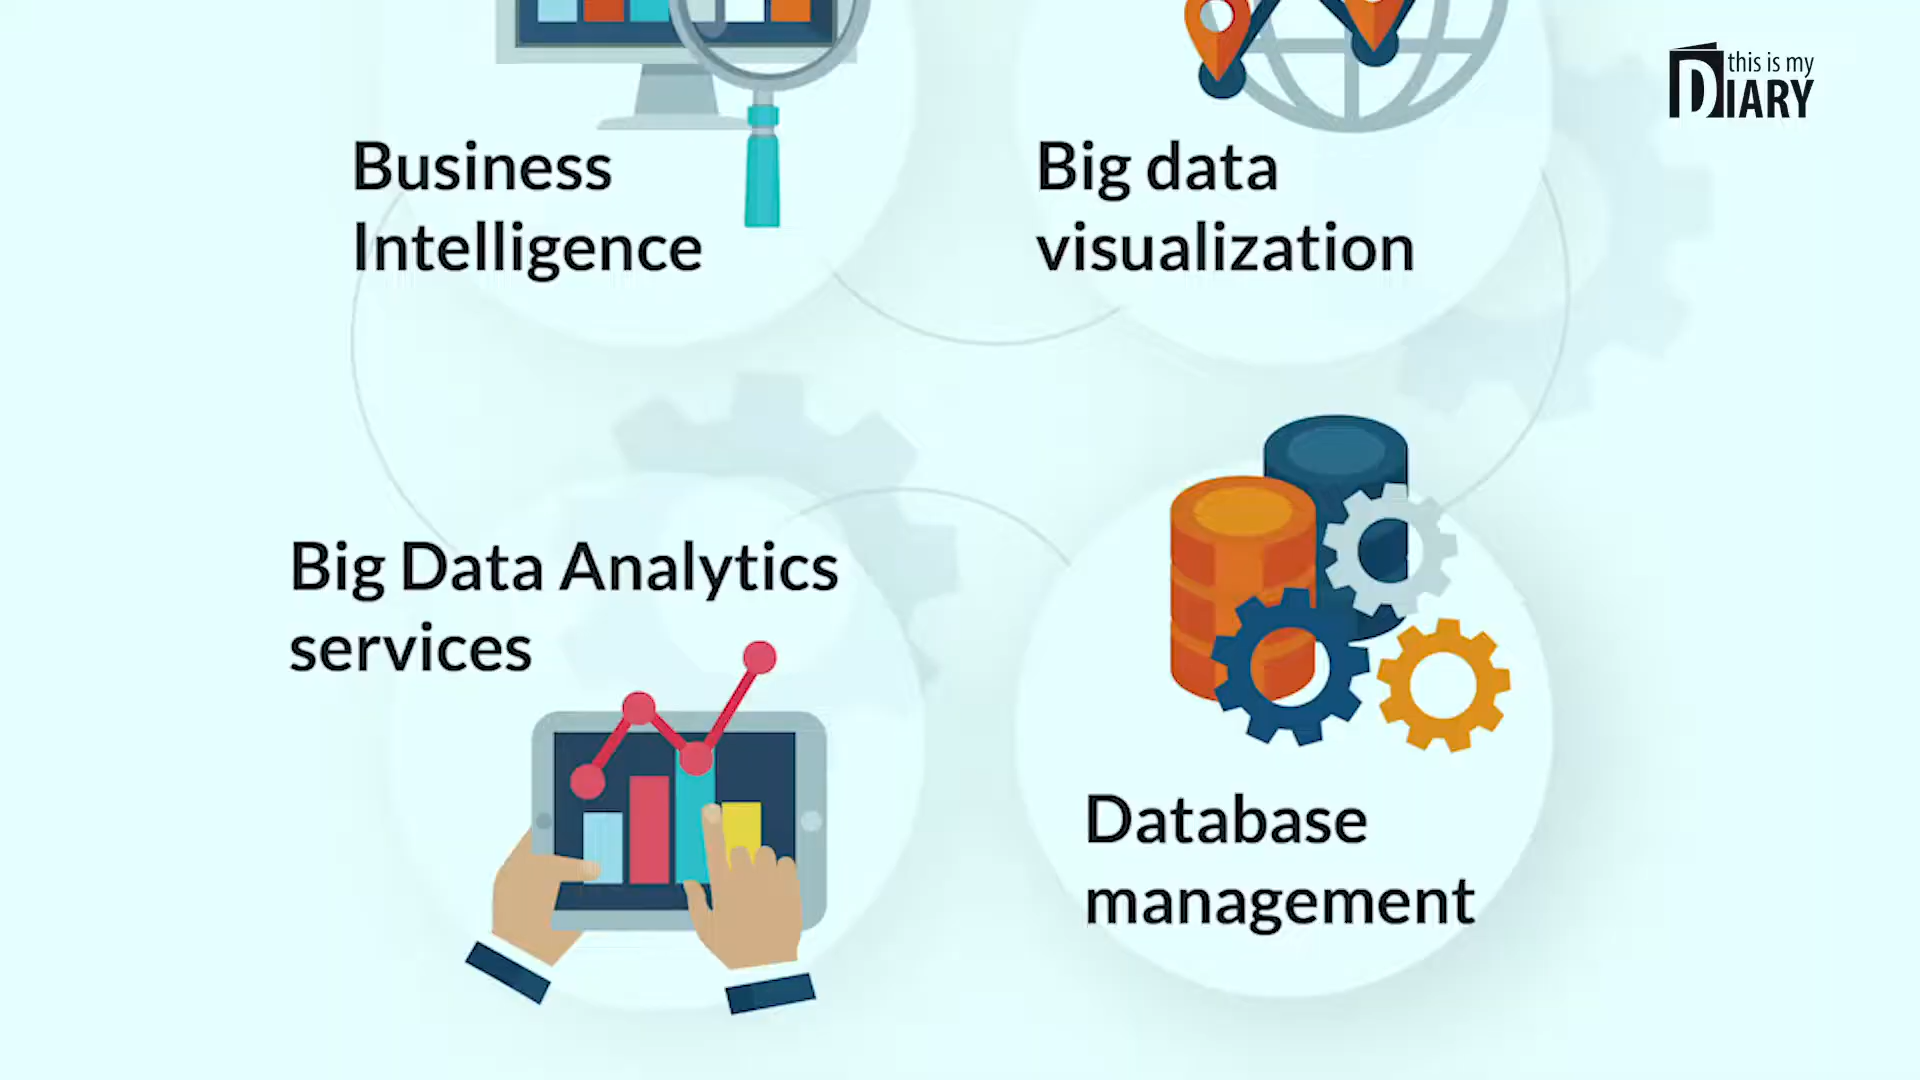 this is my
DIARY
Business
Intelligence
Big data
visualization
Big Data Analytics
services
Database
management